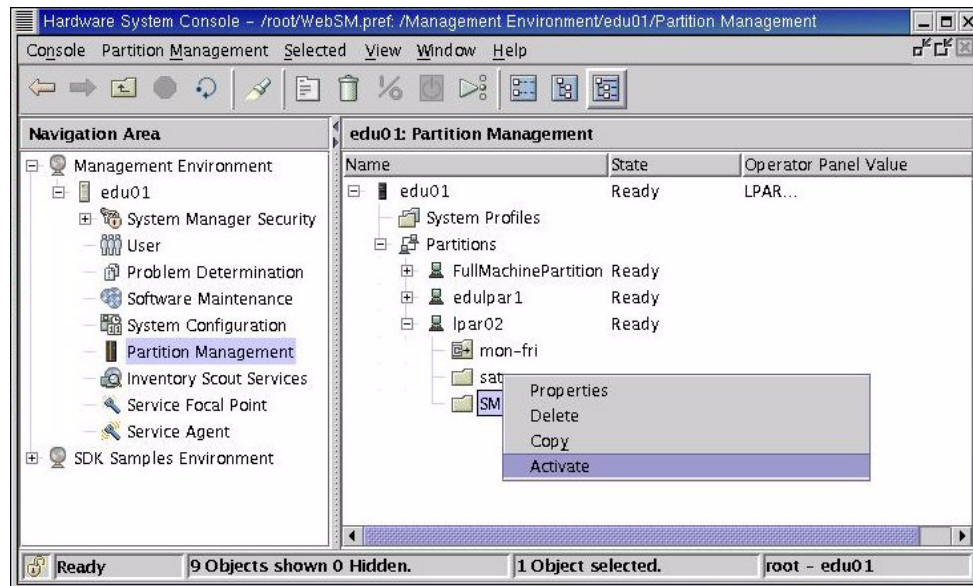 Hardware System Console – /root/WebSM.pref: /Management Environment/edu01/Partition Management
Console Partition Management Selected View Window Help
Navigation Area
Management Environment
edu01
System Manager Security
User
Problem Determination
Software Maintenance
System Configuration
Partition Management
Inventory Scout Services
Service Focal Point
Service Agent
SDK Samples Environment
edu01: Partition Management
Name State Operator Panel Value
edu01 Ready LPAR...
System Profiles
Partitions
FullMachinePartition Ready
edulpar1 Ready
lpar02 Ready
mon-fri
sat
SM
Properties
Delete
Copy
Activate
Ready 9 Objects shown 0 Hidden. 1 Object selected. root – edu01